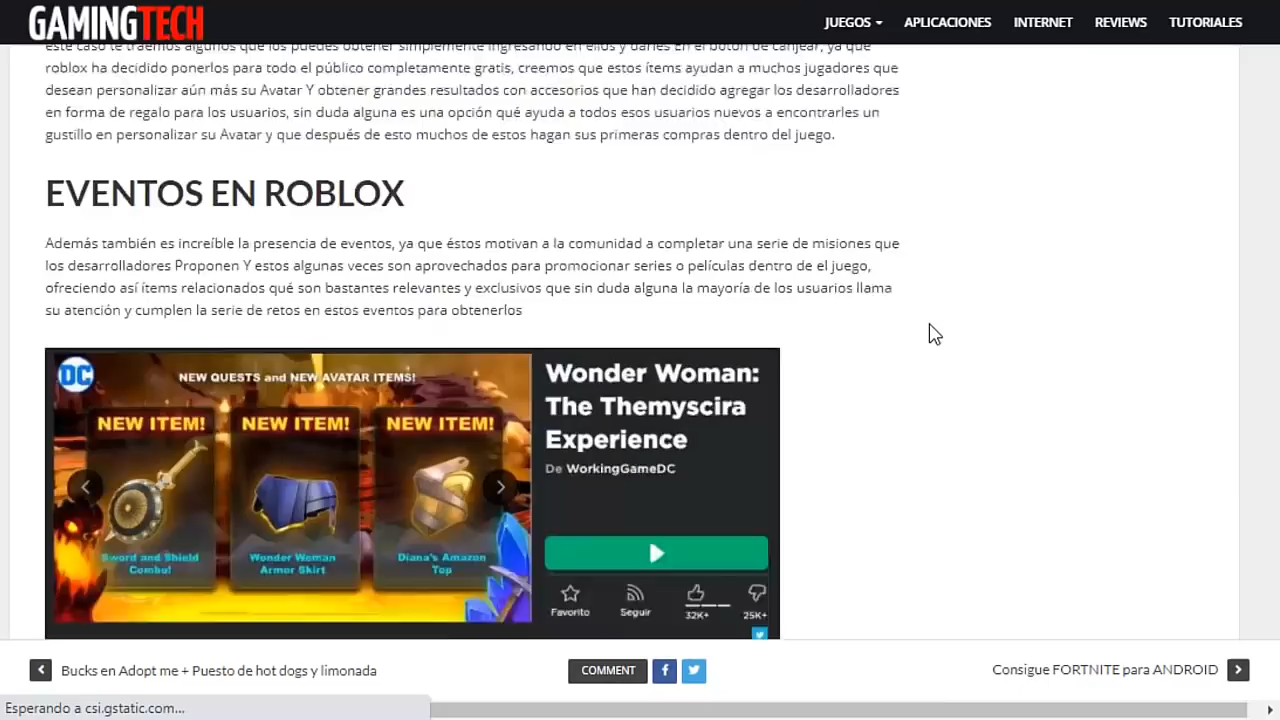 GAMINGTECH
JUEGOS APLICACIONES INTERNET REVIEWS TUTORIALES
este caso te traemos algunos que los puedes obtener simplemente ingresando en ellos y darles En el botón de canjear, ya que
roblox ha decidido ponerlos para todo el público completamente gratis, creemos que estos ítems ayudan a muchos jugadores que
desean personalizar aún más su Avatar Y obtener grandes resultados con accesorios que han decidido agregar los desarrolladores
en forma de regalo para los usuarios, sin duda alguna es una opción qué ayuda a todos esos usuarios nuevos a encontrarles un
gustillo en personalizar su Avatar y que después de esto muchos de estos hagan sus primeras compras dentro del juego.
EVENTOS EN ROBLOX
Además también es increíble la presencia de eventos, ya que éstos motivan a la comunidad a completar una serie de misiones que
los desarrolladores Proponen Y estos algunas veces son aprovechados para promocionar series o películas dentro de el juego,
ofreciendo así ítems relacionados qué son bastantes relevantes y exclusivos que sin duda alguna la mayoría de los usuarios llama
su atención y cumplen la serie de retos en estos eventos para obtenerlos
DC
NEW QUESTS and NEW AVATAR ITEMS!
NEW ITEM! NEW ITEM! NEW ITEM!
Sword and Shield
Combo!
Wonder Woman
Armor Skirt
Diana's Amazon
Top
Wonder Woman:
The Themyscira
Experience
De WorkingGameDC
Favorito Seguir 32K+ 25K+
Bucks en Adopt me + Puesto de hot dogs y limonada
COMMENT
Consigue FORTNITE para ANDROID
Esperando a csi.gstatic.com...